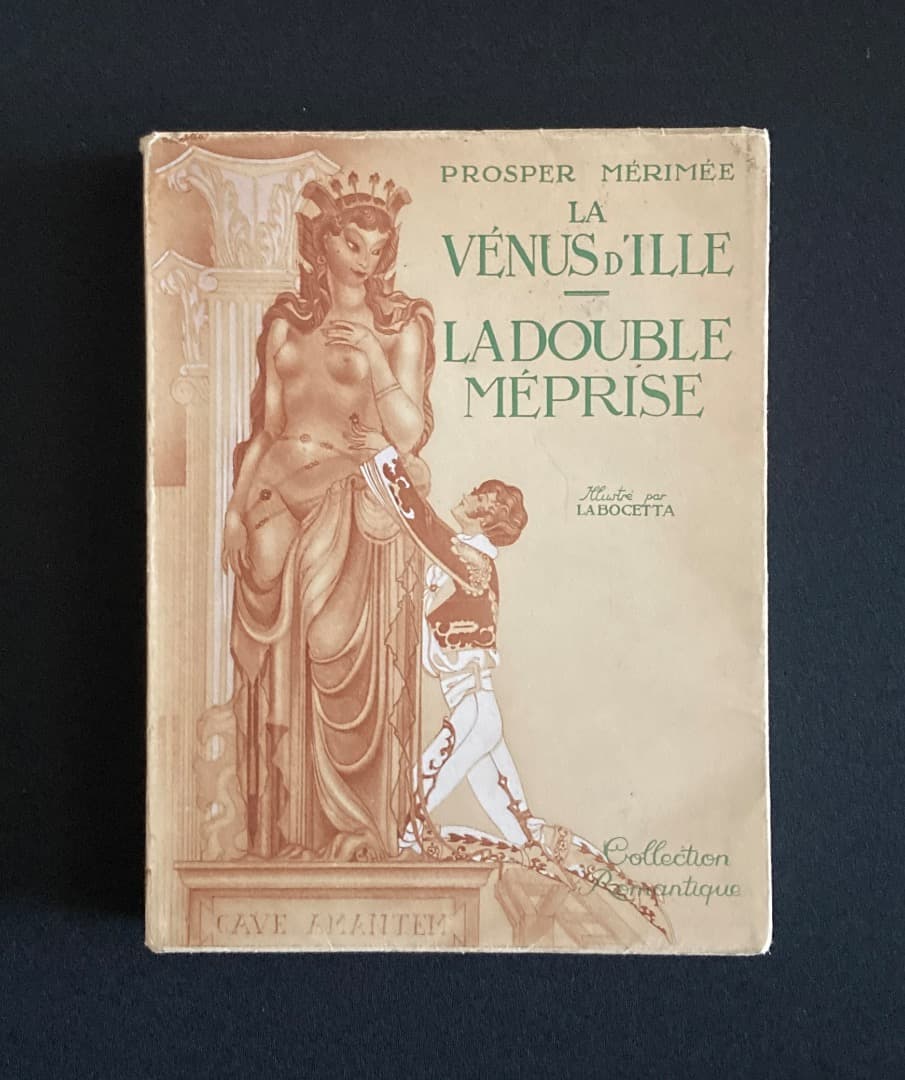 PROSPER MÉRIMÉE
LA
VÉNUS D'ILLE
LA DOUBLE
MÉPRISE
Illustré par
LABOCETTA
Collection
Romantique
CAVE AMANTEM